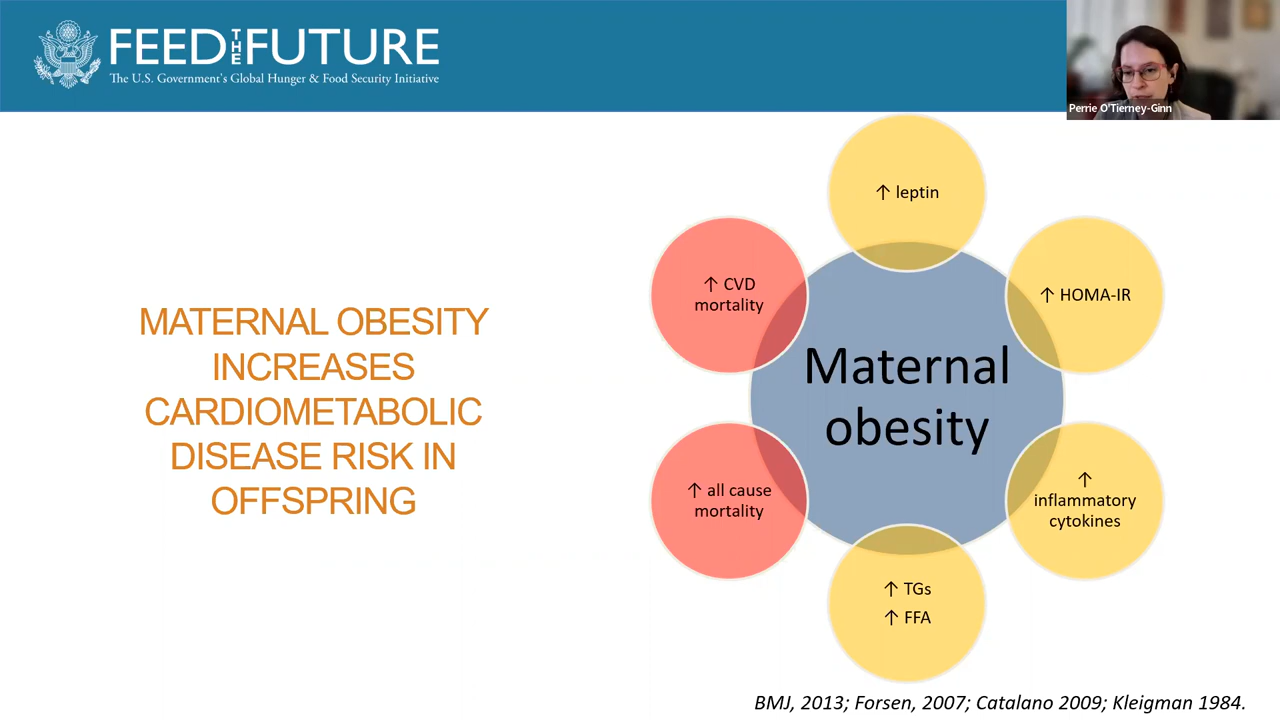 FEED THE FUTURE
The U.S. Government's Global Hunger & Food Security Initiative
Perrie O'Tierney-Ginn
MATERNAL OBESITY
INCREASES
CARDIOMETABOLIC
DISEASE RISK IN
OFFSPRING
↑ leptin
↑ CVD
mortality
↑ HOMA-IR
Maternal
obesity
↑ all cause
mortality
↑
inflammatory
cytokines
↑ TGs
↑ FFA
BMJ, 2013; Forsen, 2007; Catalano 2009; Kleigman 1984.